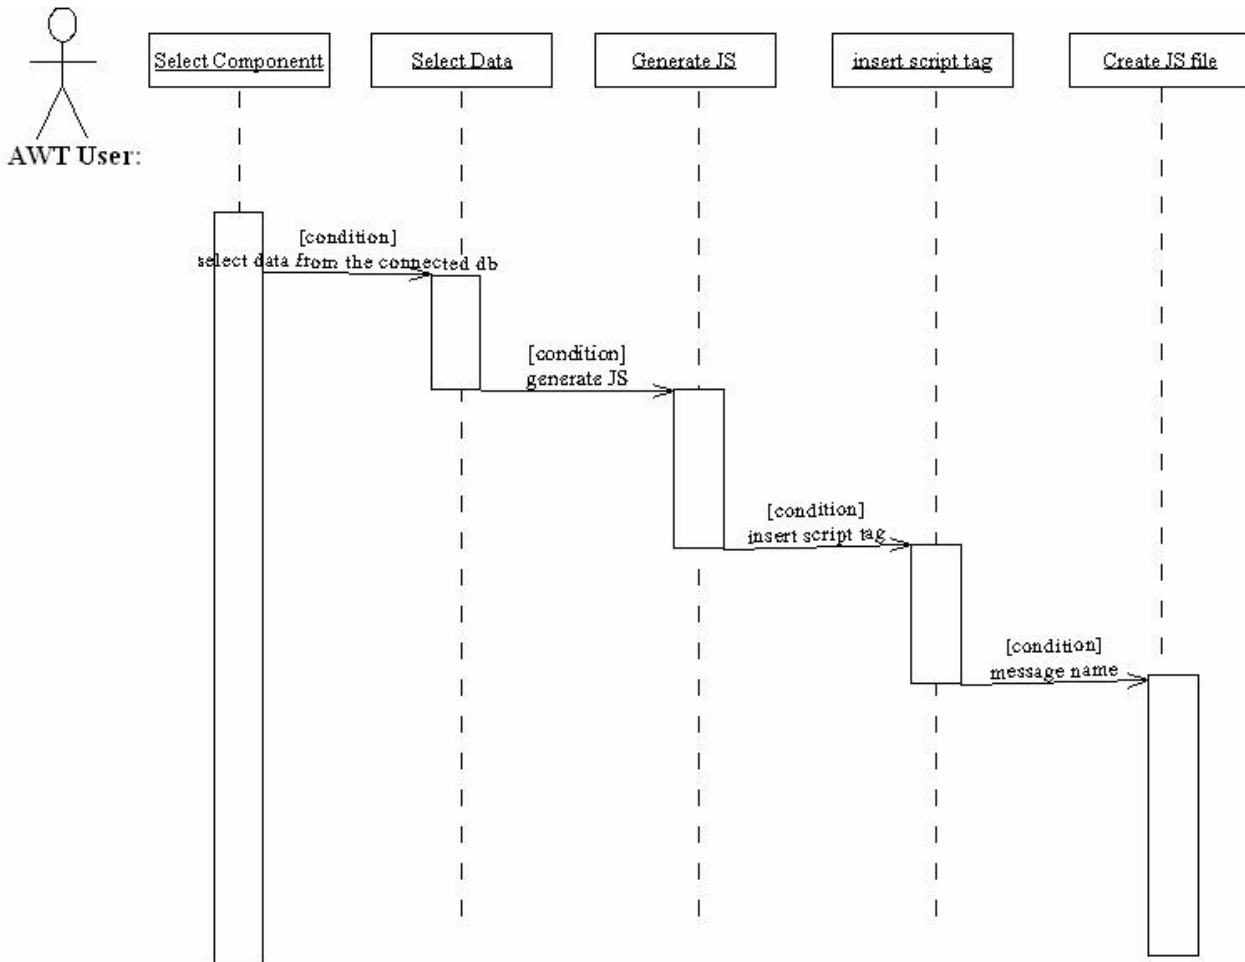 Select Componentt
Select Data
Generate JS
insert script tag
Create JS file
AWT User:
[condition]
select data from the connected db
[condition]
generate JS
[condition]
insert script tag
[condition]
message name